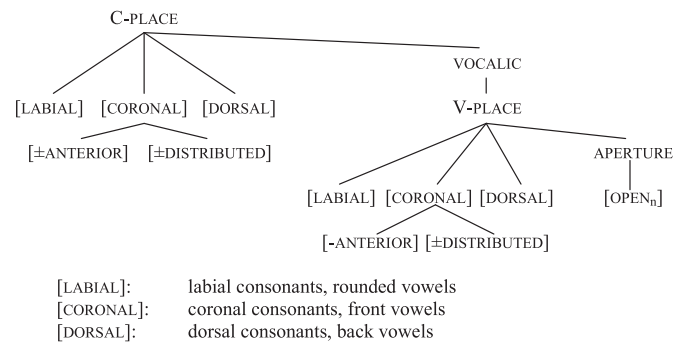 C-PLACE
VOCALIC
[LABIAL] [CORONAL] [DORSAL] V-PLACE
[±ANTERIOR] [±DISTRIBUTED] APERTURE
[LABIAL] [CORONAL] [DORSAL] [OPENn]
[-ANTERIOR] [±DISTRIBUTED]
[LABIAL]: labial consonants, rounded vowels
[CORONAL]: coronal consonants, front vowels
[DORSAL]: dorsal consonants, back vowels